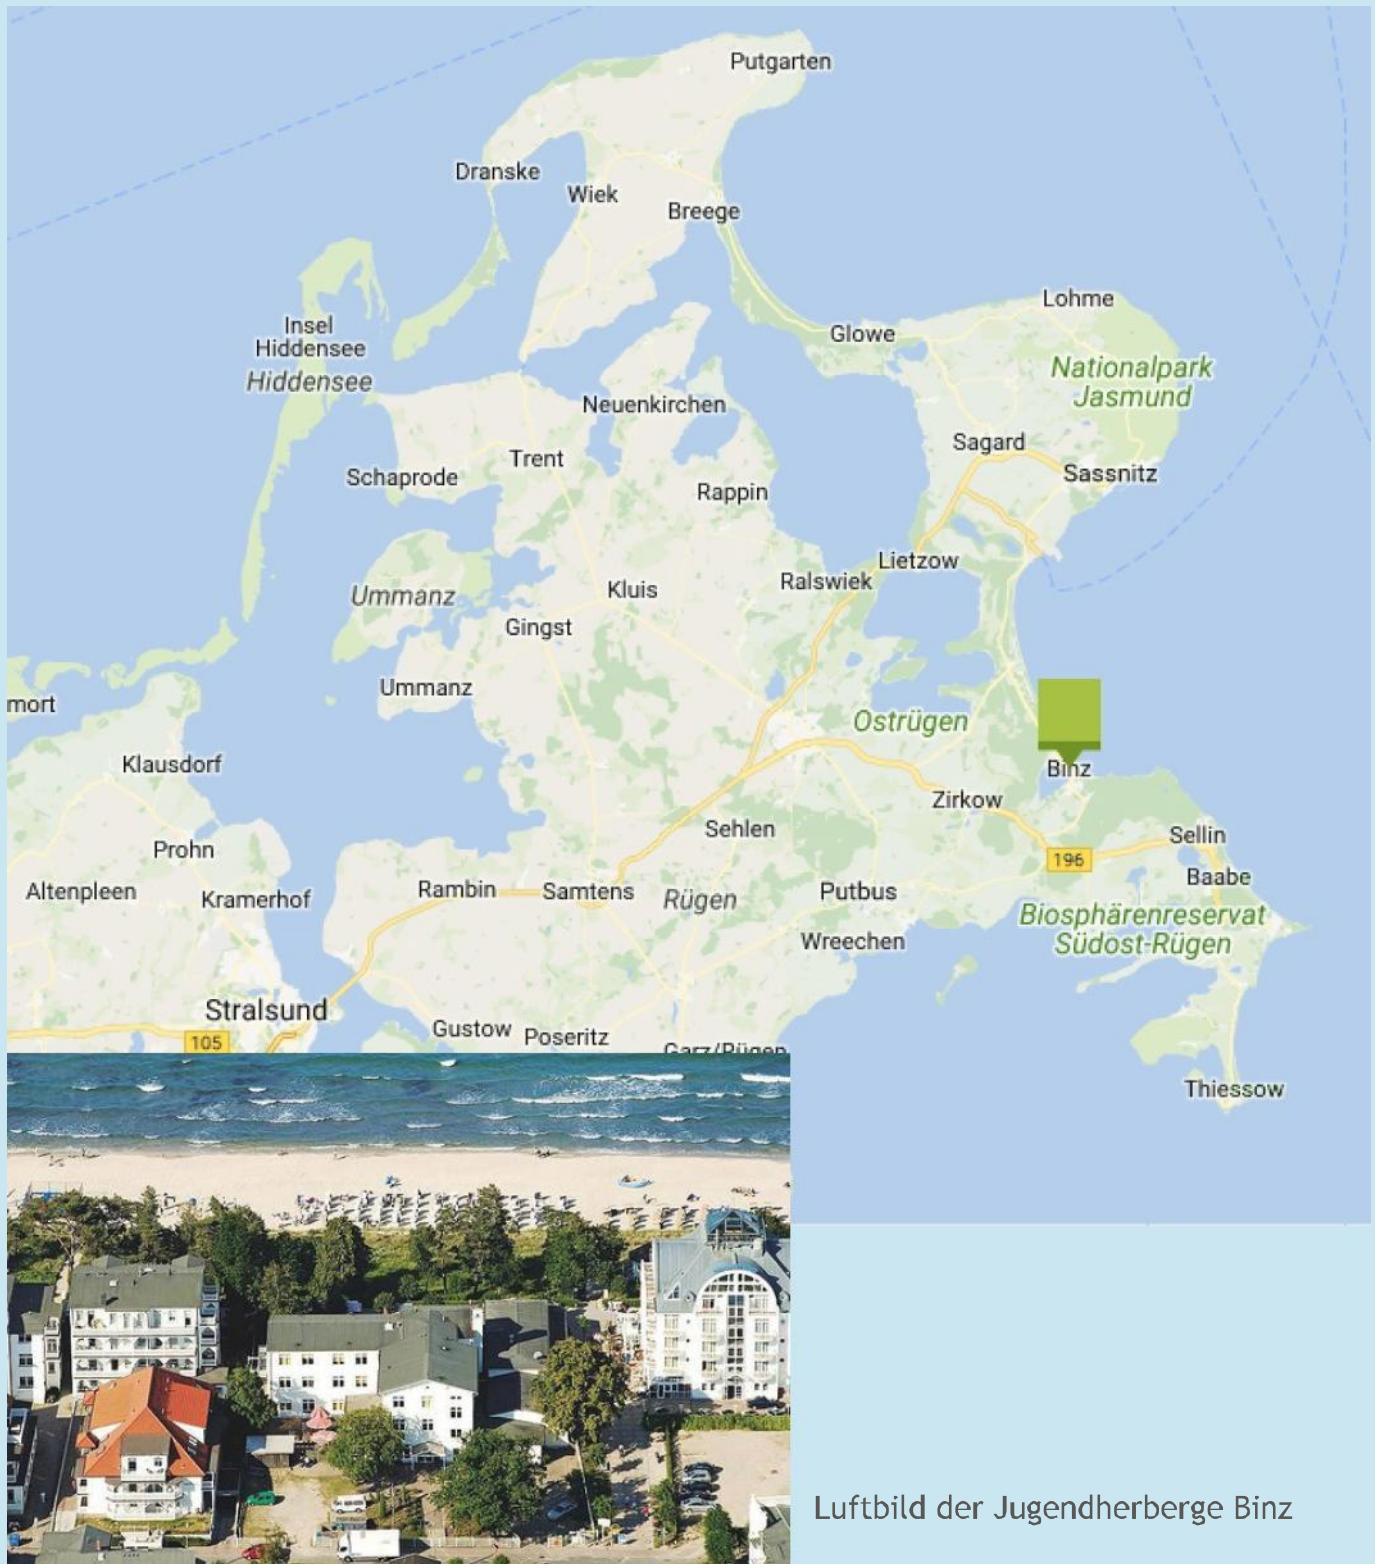 Putgarten
Dranske
Wiek
Breege
Lohme
Insel
Hiddensee
Hiddensee
Glowe
Nationalpark
Jasmund
Neuenkirchen
Sagard
Trent
Schaprode
Sassnitz
Rappin
Lietzow
Ralswiek
Kluis
Ummanz
Gingst
Ummanz
mort
Ostrügen
Klausdorf
Binz
Zirkow
Sehlen
Sellin
Prohn
196
Baabe
Altenpleen
Kramerhof
Rambin
Samtens
Rügen
Putbus
Biosphärenreservat
Südost-Rügen
Wreechen
Stralsund
Gustow
Poseritz
105
Garz/Rügen
Thiessow
Luftbild der Jugendherberge Binz